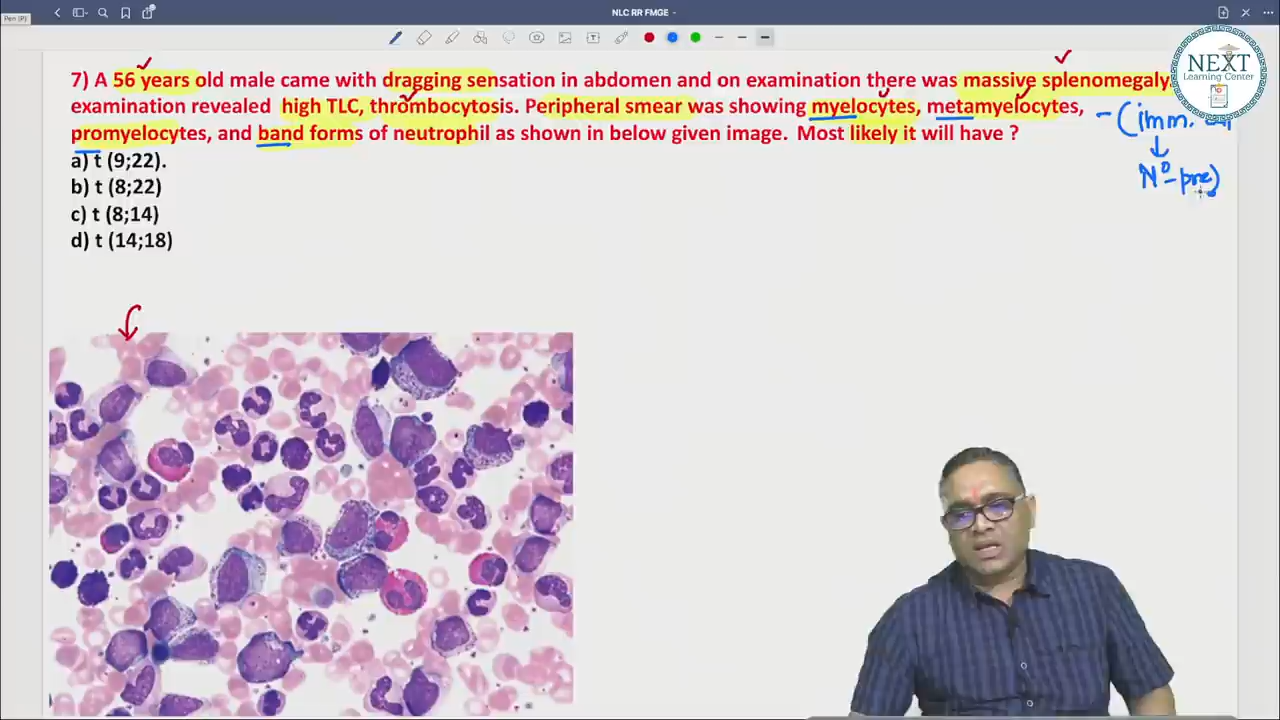 Pen (P)
NLC RR FMGE
NEXT
Learning Center
7) A 56 years old male came with dragging sensation in abdomen and on examination there was massive splenomegaly
examination revealed high TLC, thrombocytosis. Peripheral smear was showing myelocytes, metamyelocytes,
promyelocytes, and band forms of neutrophil as shown in below given image. Most likely it will have ?
a) t (9;22).
b) t (8;22)
c) t (8;14)
d) t (14;18)
- (imm.
↓
N⁰-pre)